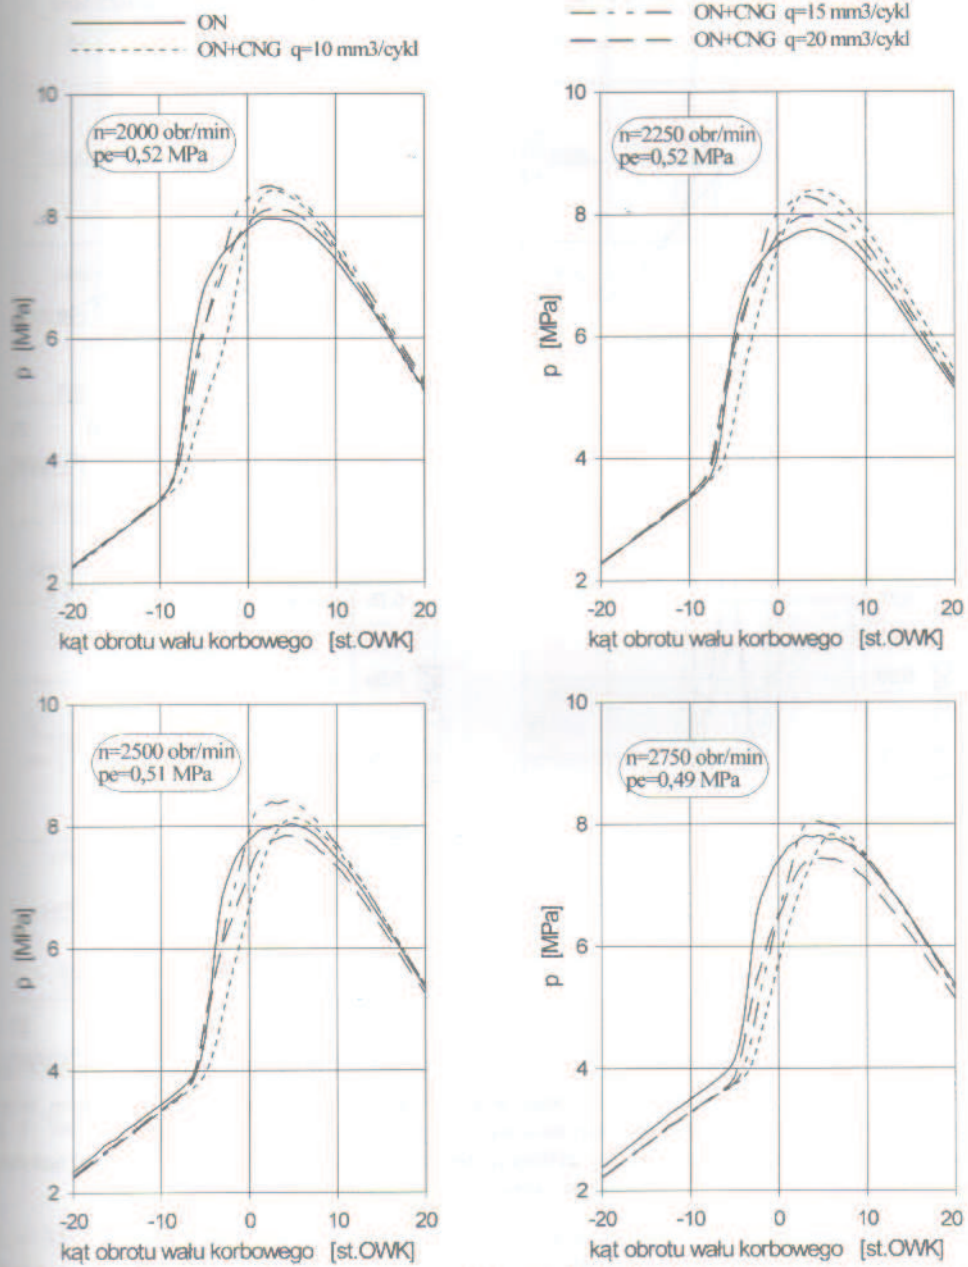 ON
ON+CNG q=10 mm3/cykl
ON+CNG q=15 mm3/cykl
ON+CNG q=20 mm3/cykl
10
n=2000 obr/min
pe=0,52 MPa
8
p [MPa]
6
4
2
-20 -10 0 10 20
kąt obrotu wału korbowego [st.OWK]
10
n=2250 obr/min
pe=0,52 MPa
8
p [MPa]
6
4
2
-20 -10 0 10 20
kąt obrotu wału korbowego [st.OWK]
10
n=2500 obr/min
pe=0,51 MPa
8
p [MPa]
6
4
2
-20 -10 0 10 20
kąt obrotu wału korbowego [st.OWK]
10
n=2750 obr/min
pe=0,49 MPa
8
p [MPa]
6
4
2
-20 -10 0 10 20
kąt obrotu wału korbowego [st.OWK]